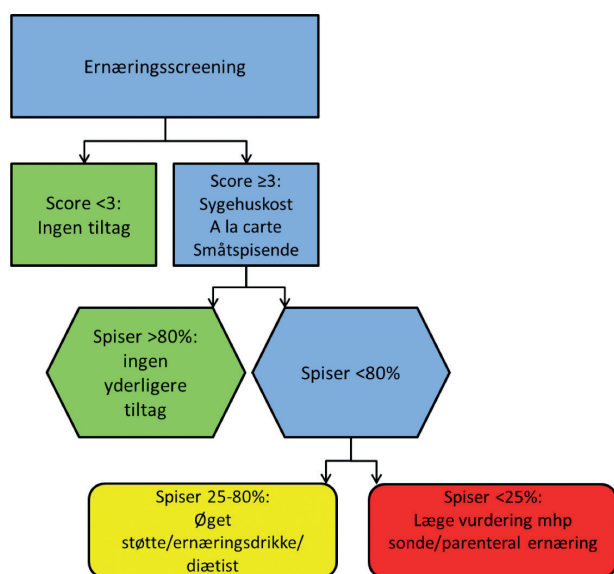 Ernæringsscreening
Score <3:
Ingen tiltag
Score ≥3:
Sygehuskost
A la carte
Småtspisende
Spiser >80%:
ingen
yderligere
tiltag
Spiser <80%
Spiser 25-80%:
Øget
støtte/ernæringsdrikke/
diætist
Spiser <25%:
Læge vurdering mhp
sonde/parenteral ernæring